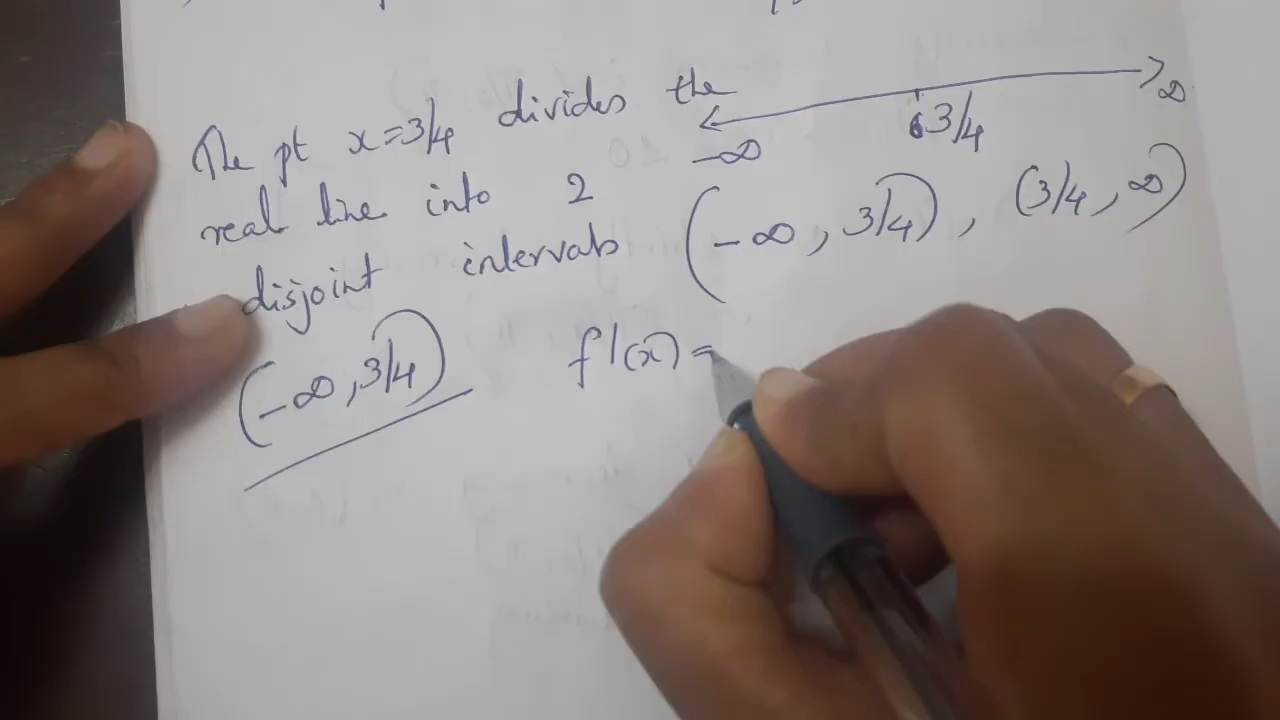 The pt x=3/4 divides the
real line into 2
disjoint intervals (-∞, 3/4), (3/4, ∞)
-∞ 3/4 ∞
(-∞, 3/4) f'(x) =